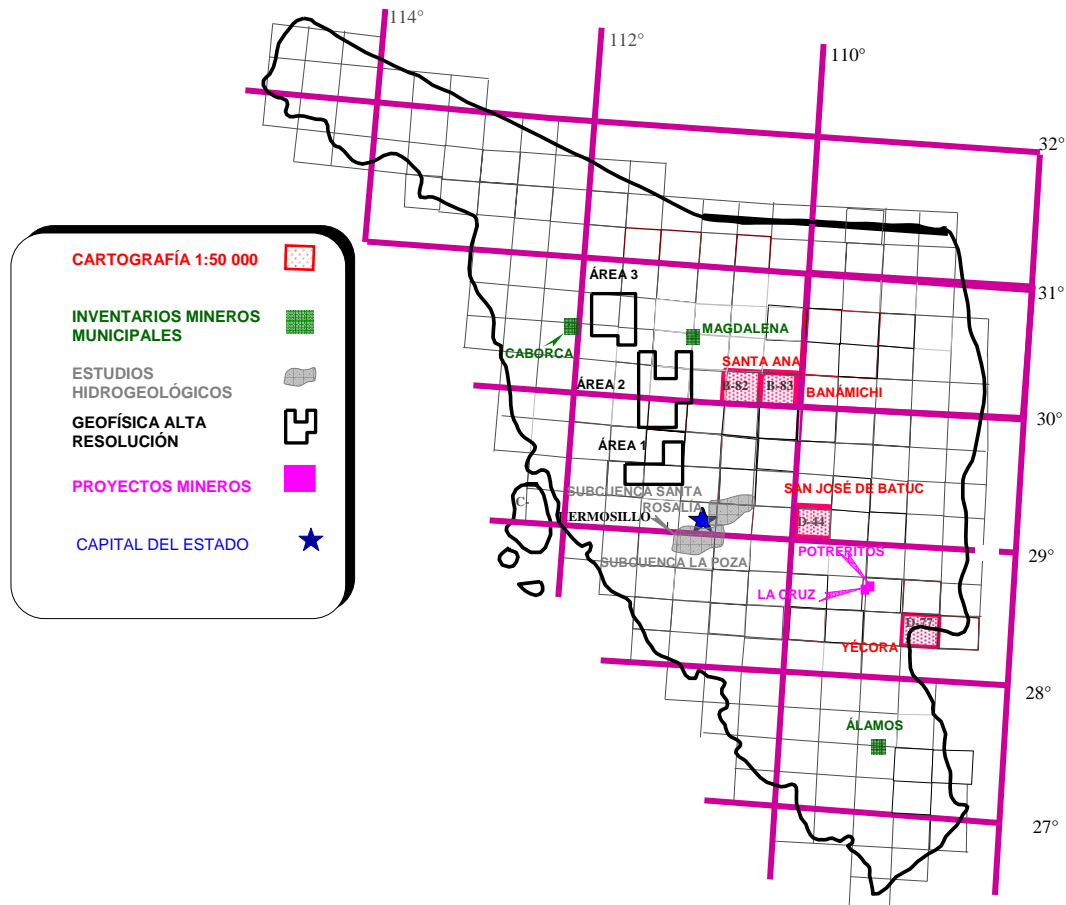 114°
112°
110°
32°
31°
30°
29°
28°
27°
CARTOGRAFÍA 1:50 000
INVENTARIOS MINEROS
MUNICIPALES
ESTUDIOS
HIDROGEOLÓGICOS
GEOFÍSICA ALTA
RESOLUCIÓN
PROYECTOS MINEROS
CAPITAL DEL ESTADO
ÁREA 3
CABORCA
MAGDALENA
SANTA ANA
ÁREA 2
B-82
B-83
BANÁMICHI
ÁREA 1
SUBCUENCA SANTA
ROSALÍA
SAN JOSÉ DE BATUC
C-
ERMOSILLO
D-44
SUBCUENCA LA POZA
POTRERITOS
LA CRUZ
D-77
YÉCORA
ÁLAMOS